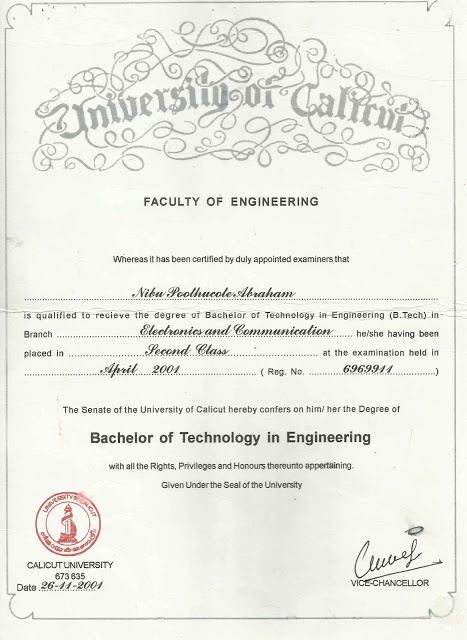 University of Calicut
FACULTY OF ENGINEERING
Whereas it has been certified by duly appointed examiners that
Nibu Poothucote Abraham
is qualified to recieve the degree of Bachelor of Technology in Engineering (B.Tech) in
Branch Electronics and Communication he/she having been
placed in Second Class at the examination held in
April 2001 ( Reg. No. 6969911 )
The Senate of the University of Calicut hereby confers on him/ her the Degree of
Bachelor of Technology in Engineering
with all the Rights, Privileges and Honours thereunto appertaining.
Given Under the Seal of the University
UNIVERSITY OF CALICUT
CALICUT UNIVERSITY
673 635
Date 26-11-2001
VICE-CHANCELLOR